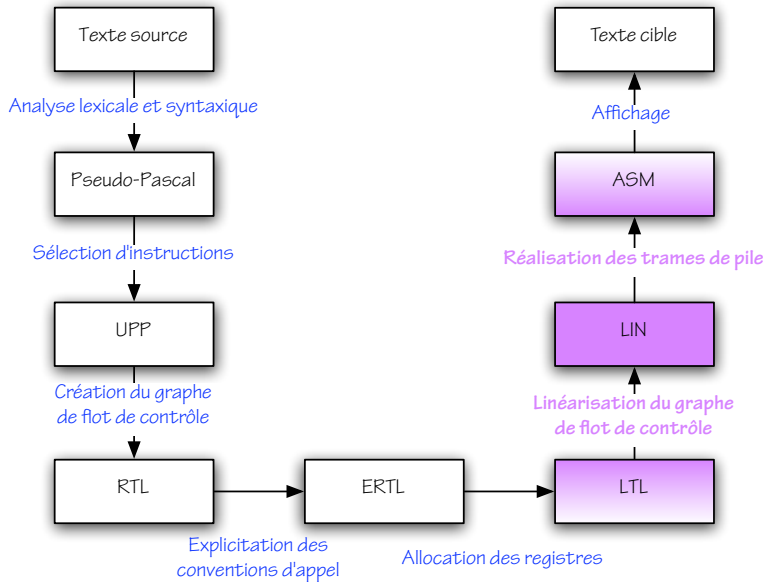 Texte source
Analyse lexicale et syntaxique
Pseudo-Pascal
Sélection d'instructions
UPP
Création du graphe
de flot de contrôle
RTL
Explicitation des
conventions d'appel
ERTL
Allocation des registres
LTL
Linéarisation du graphe
de flot de contrôle
LIN
Réalisation des trames de pile
ASM
Affichage
Texte cible